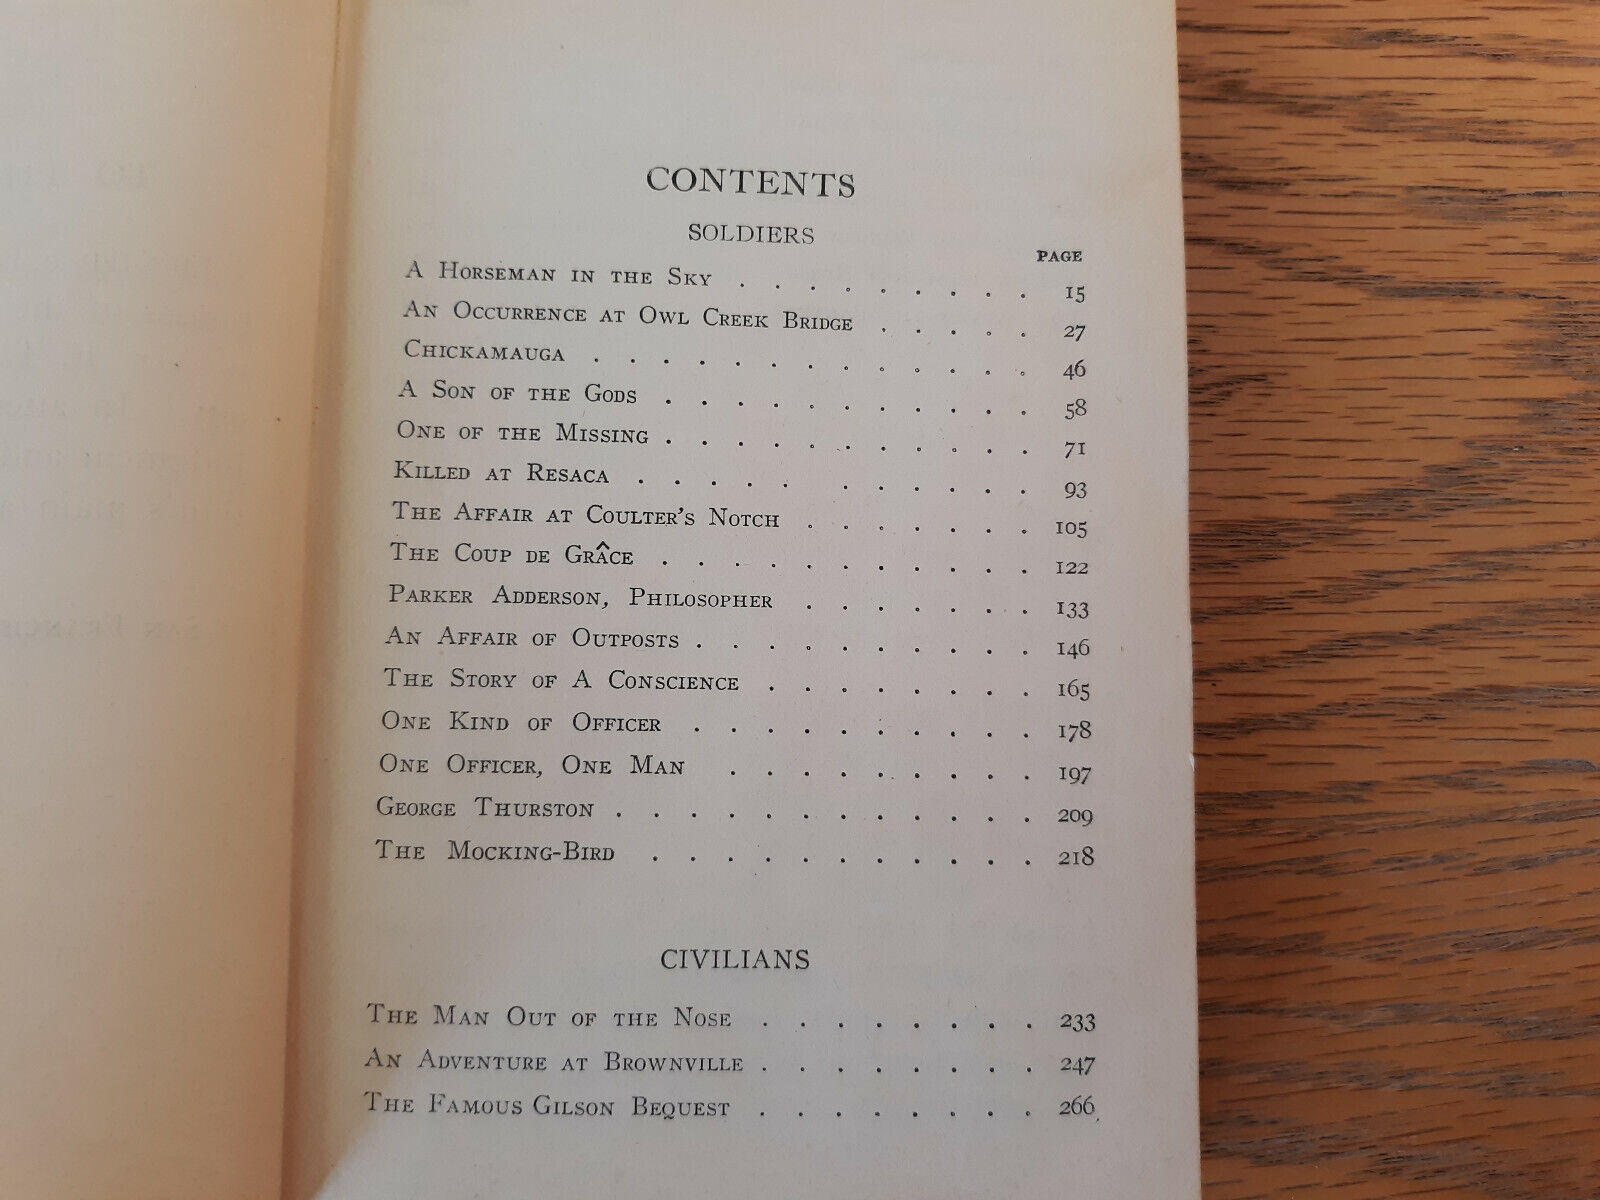 CONTENTS
SOLDIERS
PAGE
A Horseman in the Sky . . . . . . . . . 15
An Occurrence at Owl Creek Bridge . . . . . 27
Chickamauga . . . . . . . . . . . . . 46
A Son of the Gods . . . . . . . . . . . 58
One of the Missing . . . . . . . . . . . 71
Killed at Resaca . . . . . . . . . . . 93
The Affair at Coulter's Notch . . . . . . . 105
The Coup de Grâce . . . . . . . . . . . 122
Parker Adderson, Philosopher . . . . . . . 133
An Affair of Outposts . . . . . . . . . . 146
The Story of A Conscience . . . . . . . . 165
One Kind of Officer . . . . . . . . . . 178
One Officer, One Man . . . . . . . . . 197
George Thurston . . . . . . . . . . . . 209
The Mocking-Bird . . . . . . . . . . . 218
CIVILIANS
The Man Out of the Nose . . . . . . . . 233
An Adventure at Brownville . . . . . . . . 247
The Famous Gilson Bequest . . . . . . . . 266